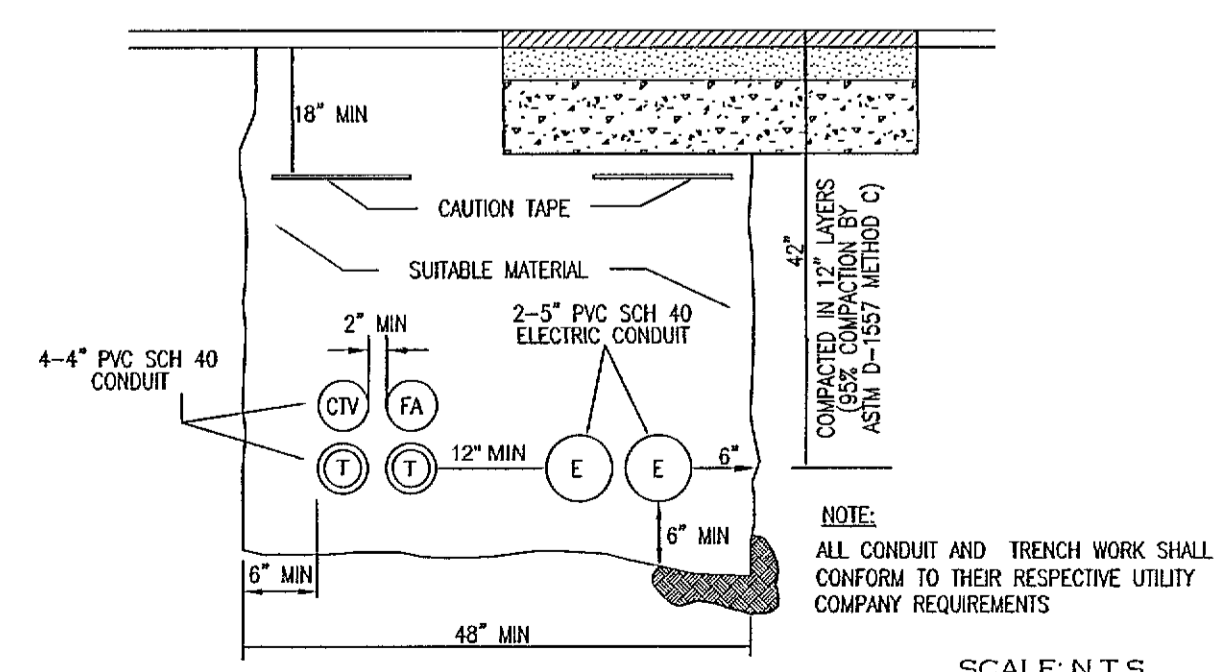 18" MIN
CAUTION TAPE
SUITABLE MATERIAL
2-5" PVC SCH 40
ELECTRIC CONDUIT
2" MIN
4-4" PVC SCH 40
CONDUIT
CTV
FA
T
T
12" MIN
E
E
6"
6" MIN
6" MIN
48" MIN
42"
COMPACTED IN 12" LAYERS
(95% COMPACTION BY
ASTM D-1557 METHOD C)
NOTE:
ALL CONDUIT AND TRENCH WORK SHALL
CONFORM TO THEIR RESPECTIVE UTILITY
COMPANY REQUIREMENTS
SCALE: N.T.S.